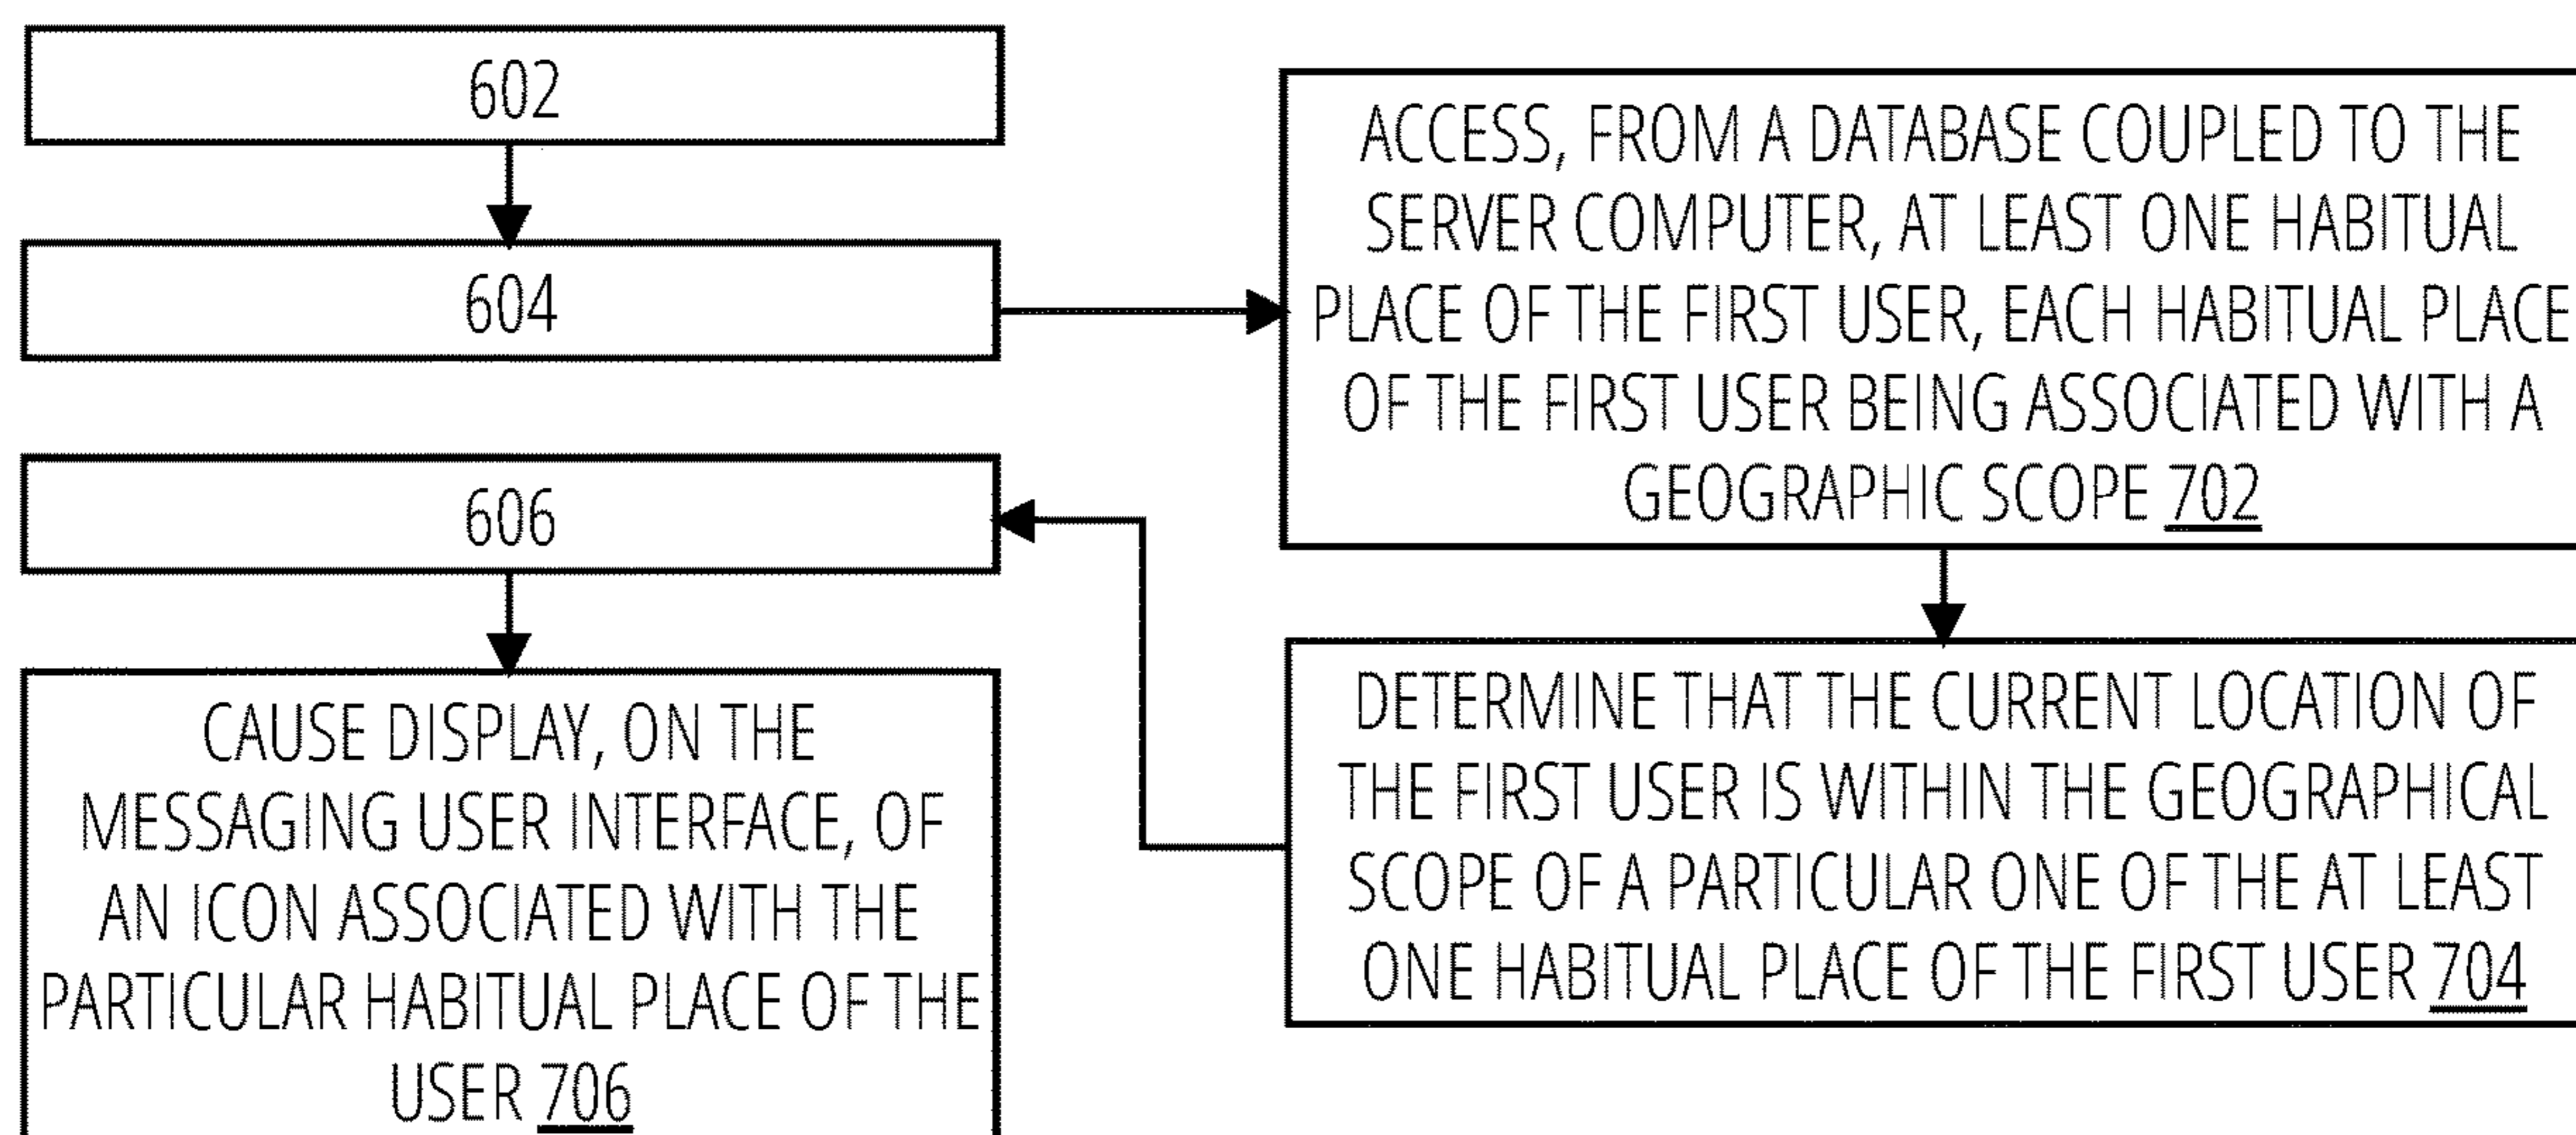 602
604
ACCESS, FROM A DATABASE COUPLED TO THE
SERVER COMPUTER, AT LEAST ONE HABITUAL
PLACE OF THE FIRST USER, EACH HABITUAL PLACE
OF THE FIRST USER BEING ASSOCIATED WITH A
GEOGRAPHIC SCOPE 702
DETERMINE THAT THE CURRENT LOCATION OF
THE FIRST USER IS WITHIN THE GEOGRAPHICAL
SCOPE OF A PARTICULAR ONE OF THE AT LEAST
ONE HABITUAL PLACE OF THE FIRST USER 704
606
CAUSE DISPLAY, ON THE
MESSAGING USER INTERFACE, OF
AN ICON ASSOCIATED WITH THE
PARTICULAR HABITUAL PLACE OF THE
USER 706